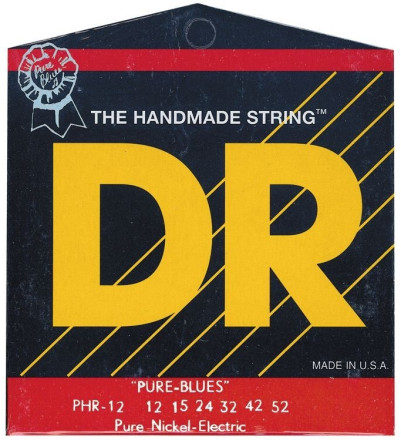 Pure
Blues
THE HANDMADE STRING™
DR
MADE IN U.S.A.
"PURE-BLUES"
PHR-12 12 15 24 32 42 52
Pure Nickel-Electric